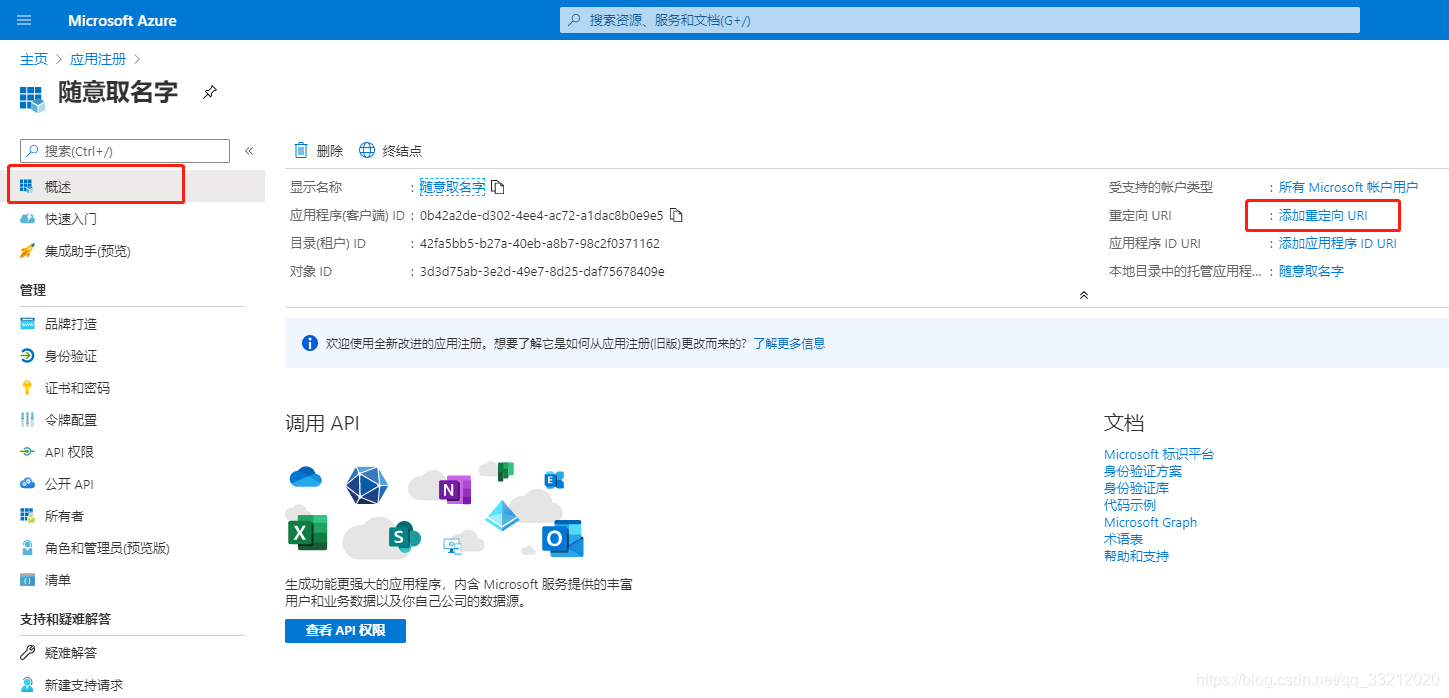 Microsoft Azure
搜索资源、服务和文档(G+/)
主页 > 应用注册 >
随意取名字
搜索(Ctrl+/)
«
概述
快速入门
集成助手(预览)
管理
品牌打造
身份验证
证书和密码
令牌配置
API 权限
公开 API
所有者
角色和管理员(预览版)
清单
支持和疑难解答
疑难解答
新建支持请求
删除 终结点
显示名称 : 随意取名字
应用程序(客户端) ID : 0b42a2de-d302-4ee4-ac72-a1dac8b0e9e5
目录(租户) ID : 42fa5bb5-b27a-40eb-a8b7-98c2f0371162
对象 ID : 3d3d75ab-3e2d-49e7-8d25-daf75678409e
受支持的帐户类型 : 所有 Microsoft 帐户用户
重定向 URI : 添加重定向 URI
应用程序 ID URI : 添加应用程序 ID URI
本地目录中的托管应用程... : 随意取名字
欢迎使用全新改进的应用注册。想要了解它是如何从应用注册(旧版)更改而来的? 了解更多信息
调用 API
N
E
X
S
O
生成功能更强大的应用程序，内含 Microsoft 服务提供的丰富
用户和业务数据以及你自己公司的数据源。
查看 API 权限
文档
Microsoft 标识平台
身份验证方案
身份验证库
代码示例
Microsoft Graph
术语表
帮助和支持
https://blog.csdn.net/qq_33212020